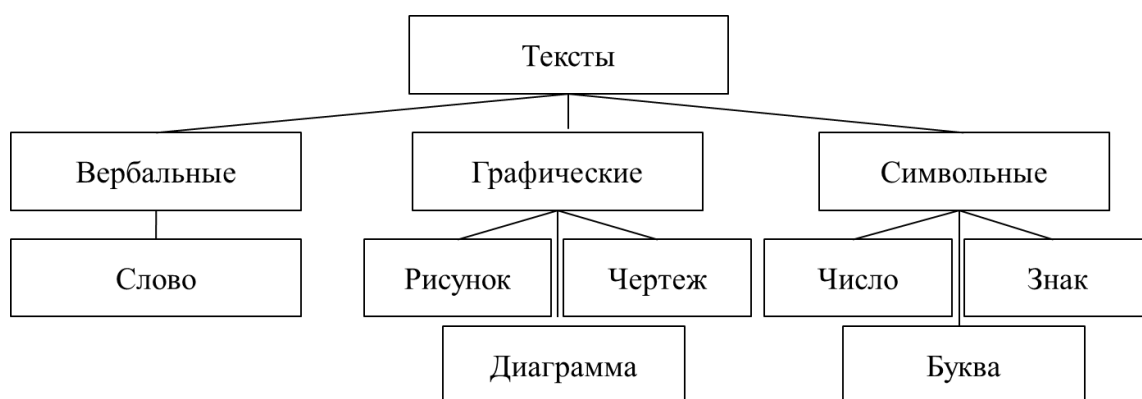 Тексты
Вербальные
Графические
Символьные
Слово
Рисунок
Чертеж
Число
Знак
Диаграмма
Буква